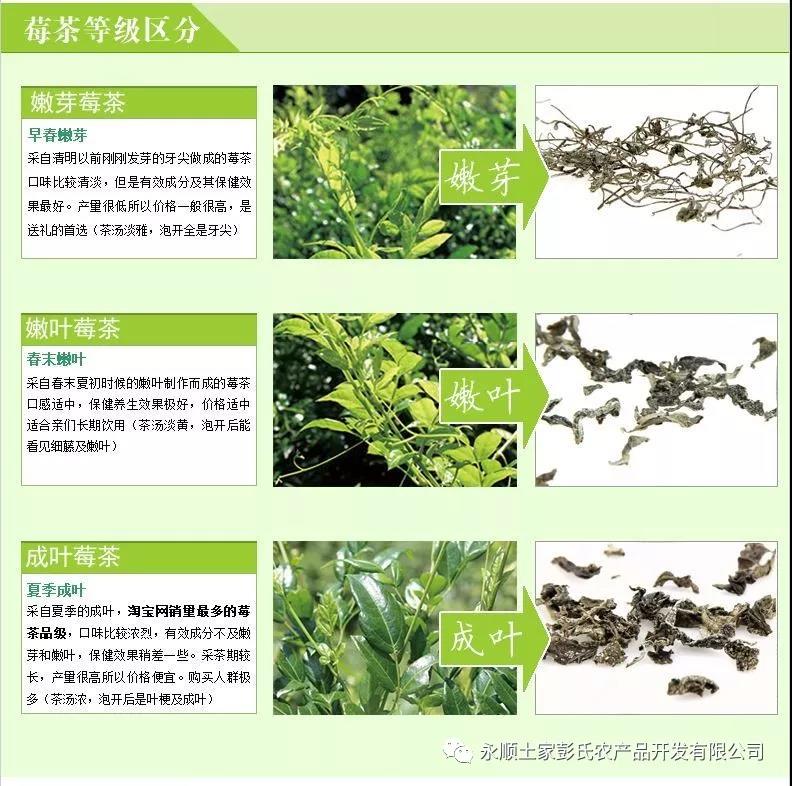 莓茶等级区分
嫩芽莓茶
早春嫩芽
采自清明以前刚刚发芽的牙尖做成的莓茶
口味比较清淡，但是有效成分及其保健效
果最好。产量很低所以价格一般很高，是
送礼的首选（茶汤淡雅，泡开全是牙尖）
嫩芽
嫩叶莓茶
春末嫩叶
采自春末夏初时候的嫩叶制作而成的莓茶
口感适中，保健养生效果极好，价格适中
适合亲们长期饮用（茶汤淡黄，泡开后能
看见细藤及嫩叶）
嫩叶
成叶莓茶
夏季成叶
采自夏季的成叶，淘宝网销量最多的莓
茶品级，口味比较浓烈，有效成分不及嫩
芽和嫩叶，保健效果稍差一些。采茶期较
长，产量很高所以价格便宜。购买人群极
多（茶汤浓，泡开后是叶梗及成叶）
成叶
永顺土家彭氏农产品开发有限公司